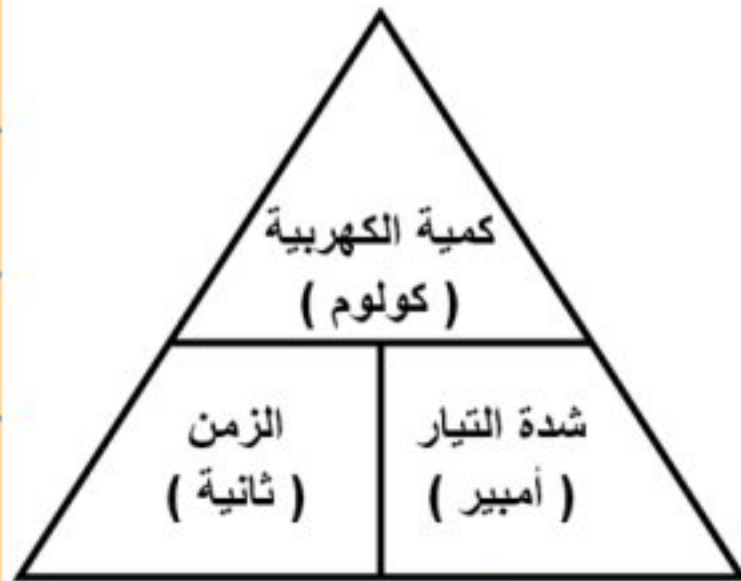 كمية الكهربية
( كولوم )
شدة التيار
( أمبير )
الزمن
( ثانية )